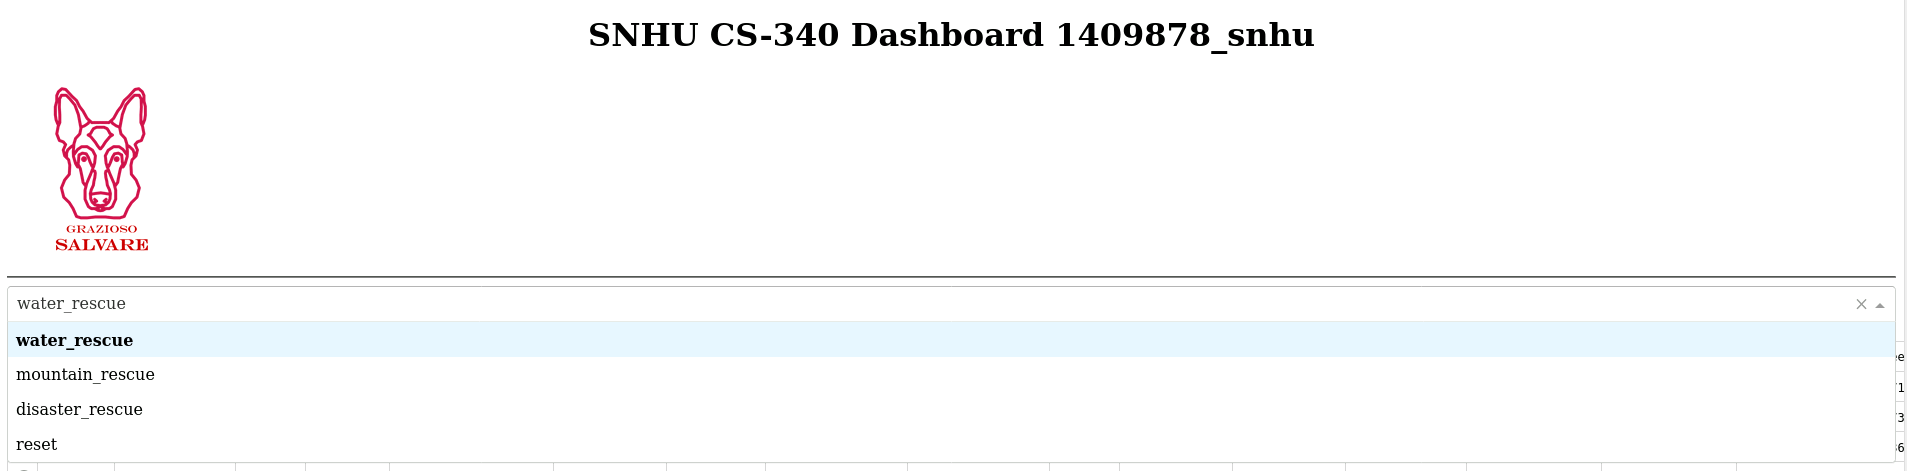 SNHU CS-340 Dashboard 1409878_snhu
GRAZIOSO
SALVARE
water_rescue
water_rescue
mountain_rescue
disaster_rescue
reset